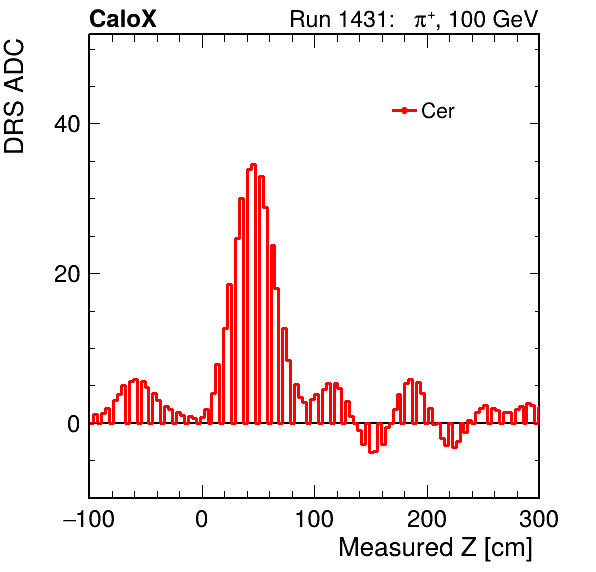 CaloX Run 1431: π⁺, 100 GeV
DRS ADC
Cer
40
20
0
−100 0 100 200 300
Measured Z [cm]